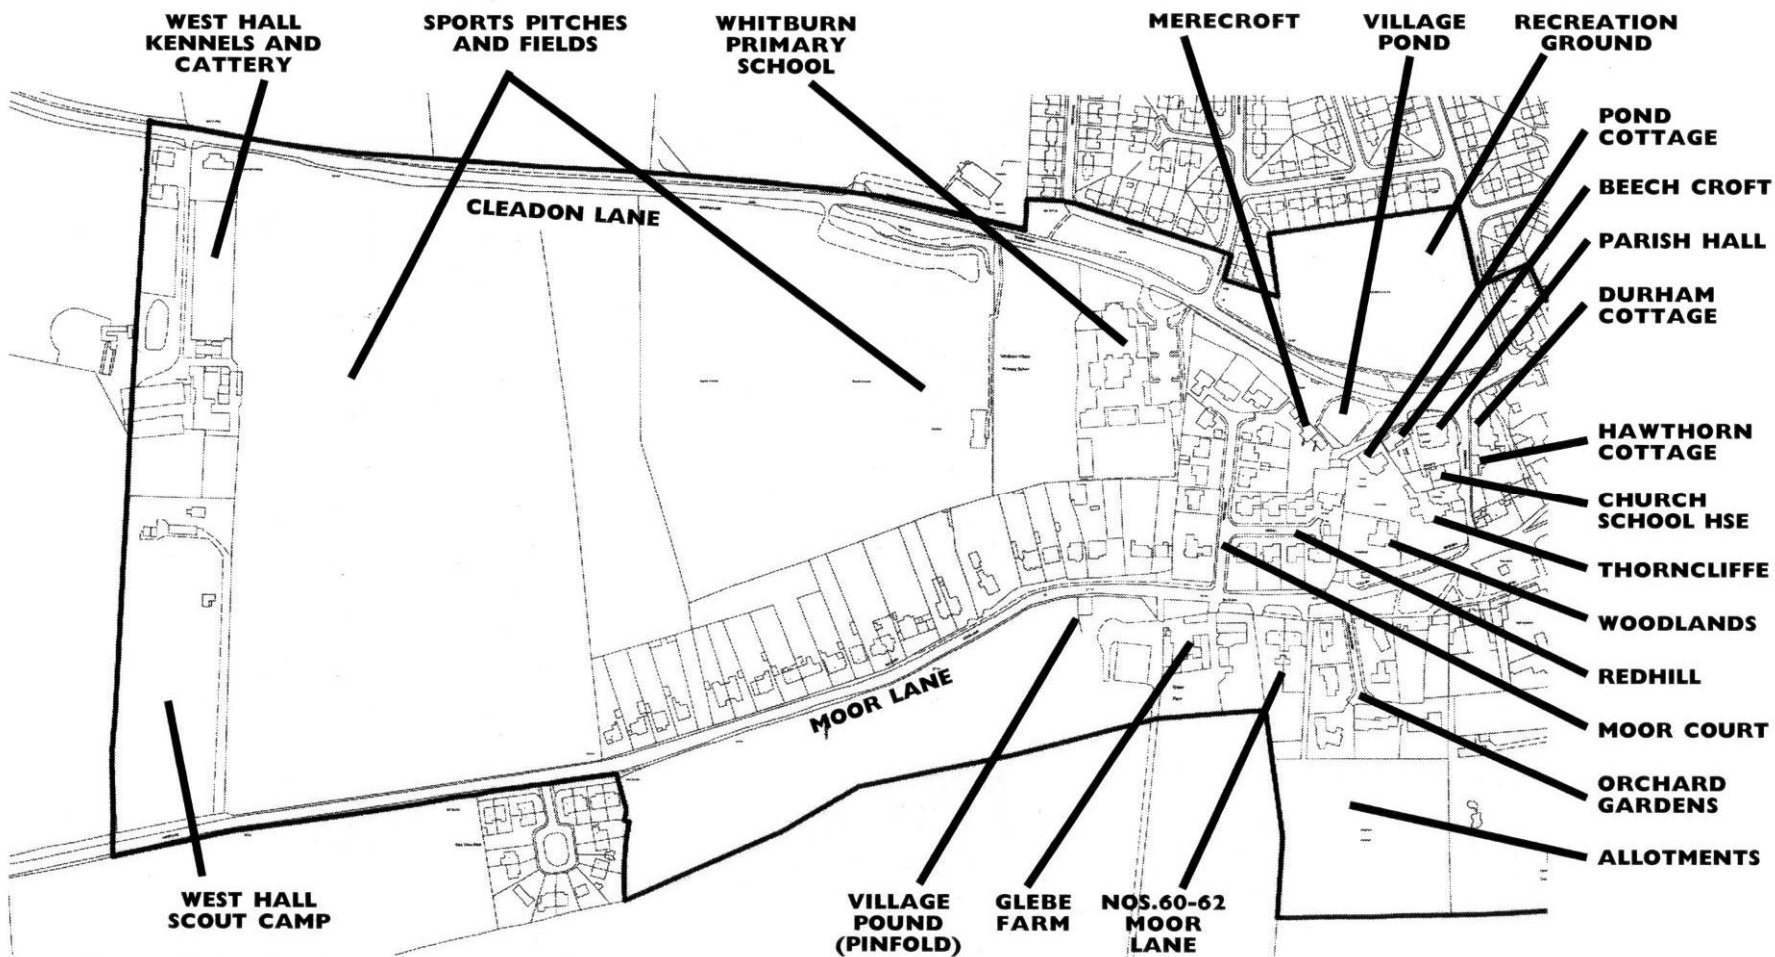 WEST HALL
KENNELS AND
CATTERY
SPORTS PITCHES
AND FIELDS
WHITBURN
PRIMARY
SCHOOL
MERECROFT
VILLAGE
POND
RECREATION
GROUND
POND
COTTAGE
BEECH CROFT
PARISH HALL
DURHAM
COTTAGE
HAWTHORN
COTTAGE
CHURCH
SCHOOL HSE
THORNCLIFFE
WOODLANDS
REDHILL
MOOR COURT
ORCHARD
GARDENS
ALLOTMENTS
CLEADON LANE
MOOR LANE
WEST HALL
SCOUT CAMP
VILLAGE
POUND
(PINFOLD)
GLEBE
FARM
NOS.60-62
MOOR
LANE